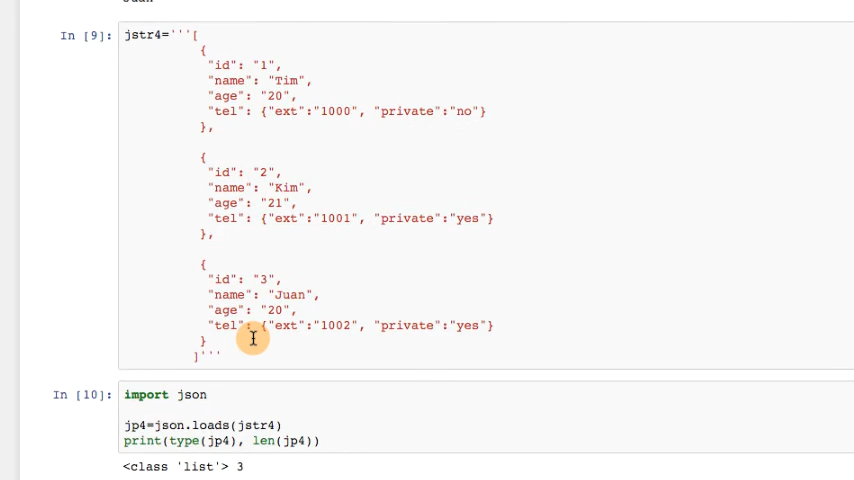 Juan
In [9]: jstr4='''[
{
"id": "1",
"name": "Tim",
"age": "20",
"tel": {"ext":"1000", "private":"no"}
},
{
"id": "2",
"name": "Kim",
"age": "21",
"tel": {"ext":"1001", "private":"yes"}
},
{
"id": "3",
"name": "Juan",
"age": "20",
"tel": {"ext":"1002", "private":"yes"}
}
]'''
In [10]: import json
jp4=json.loads(jstr4)
print(type(jp4), len(jp4))
<class 'list'> 3